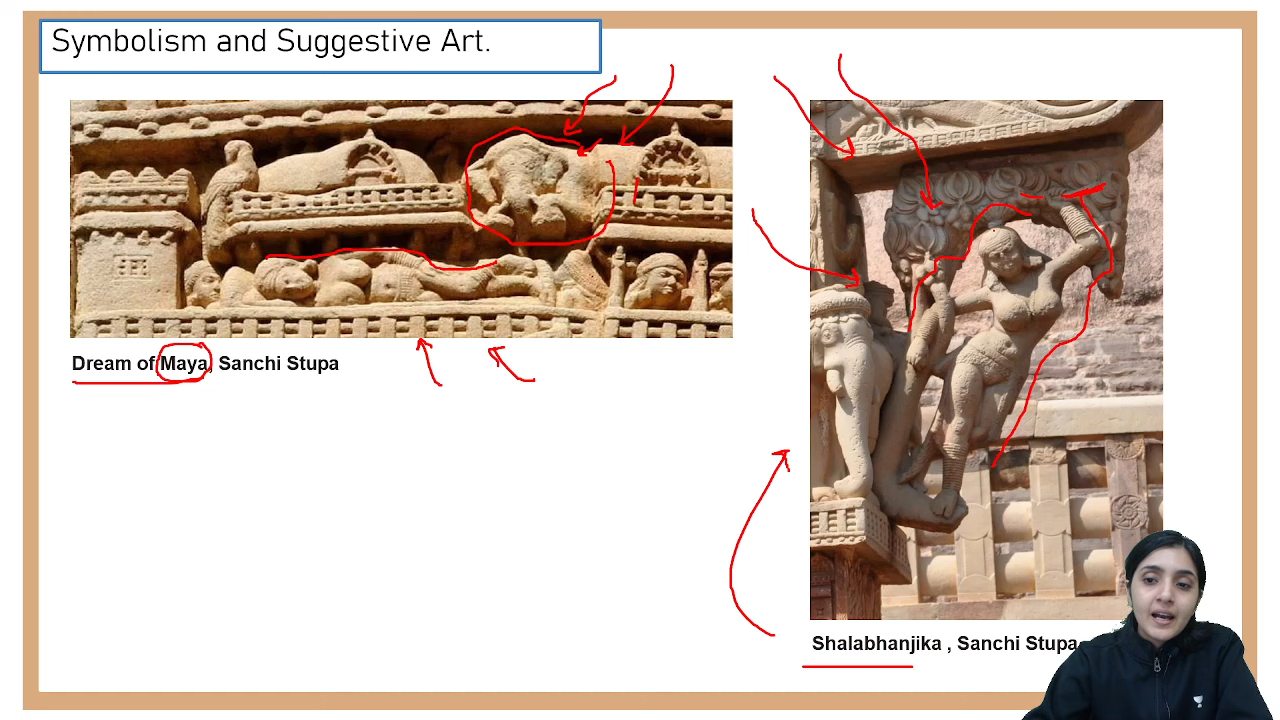 Symbolism and Suggestive Art.
Dream of Maya, Sanchi Stupa
Shalabhanjika , Sanchi Stupa